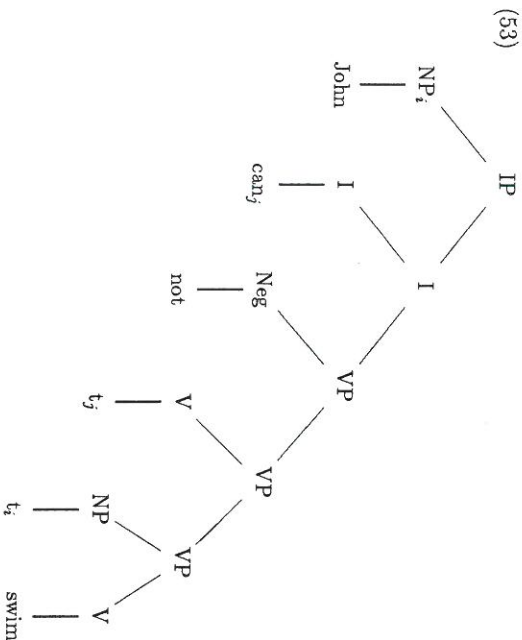 (53)
IP
NP_i I
John I VP
can_j Neg VP
not V VP
t_j NP V
t_i swim